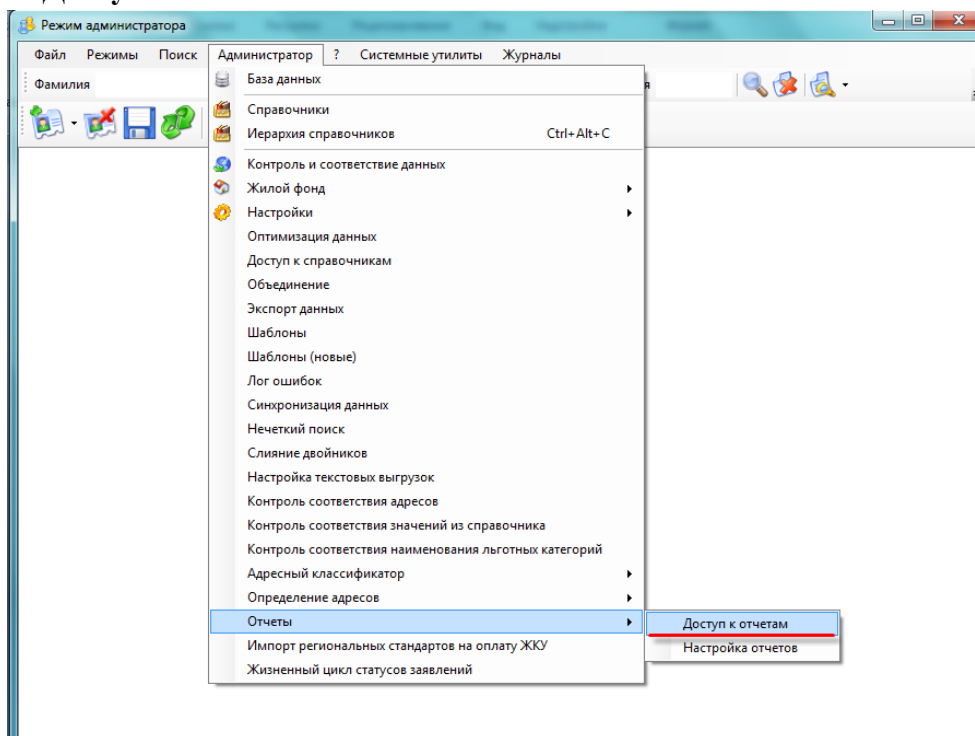 Режим администратора
Файл Режимы Поиск Администратор ? Системные утилиты Журналы
Фамилия
База данных
Справочники
Иерархия справочников Ctrl+Alt+C
Контроль и соответствие данных
Жилой фонд
Настройки
Оптимизация данных
Доступ к справочникам
Объединение
Экспорт данных
Шаблоны
Шаблоны (новые)
Лог ошибок
Синхронизация данных
Нечеткий поиск
Слияние двойников
Настройка текстовых выгрузок
Контроль соответствия адресов
Контроль соответствия значений из справочника
Контроль соответствия наименования льготных категорий
Адресный классификатор
Определение адресов
Отчеты
Доступ к отчетам
Настройка отчетов
Импорт региональных стандартов на оплату ЖКУ
Жизненный цикл статусов заявлений